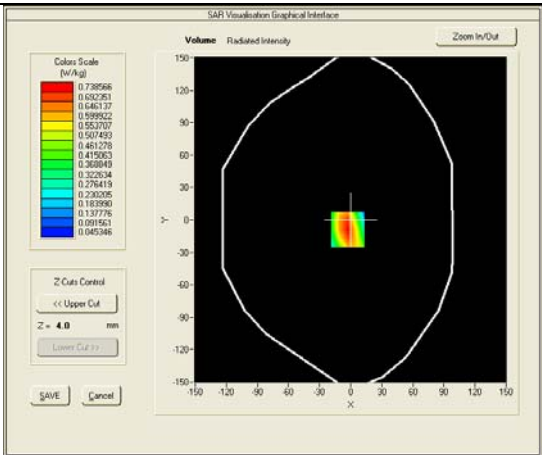 SAR Visualisation Graphical Interface
Volume Radiated Intensity
Zoom In/Out
Colors Scale
(W/kg)
0.738566
0.692351
0.646137
0.599922
0.553707
0.507493
0.461278
0.415063
0.368849
0.322634
0.276419
0.230205
0.183990
0.137776
0.091561
0.045346
Z Cuts Control
<< Upper Cut
Z = 4.0 mm
Lower Cut >>
SAVE Cancel
150
120
90
60
30
0
-30
-60
-90
-120
-150
Y
-150 -120 -90 -60 -30 0 30 60 90 120 150
X